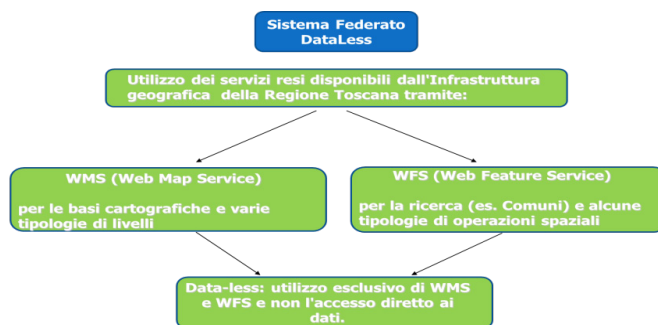 Sistema Federato
DataLess
Utilizzo dei servizi resi disponibili dall'Infrastruttura
geografica della Regione Toscana tramite:
WMS (Web Map Service)
per le basi cartografiche e varie
tipologie di livelli
WFS (Web Feature Service)
per la ricerca (es. Comuni) e alcune
tipologie di operazioni spaziali
Data-less: utilizzo esclusivo di WMS
e WFS e non l'accesso diretto ai
dati.